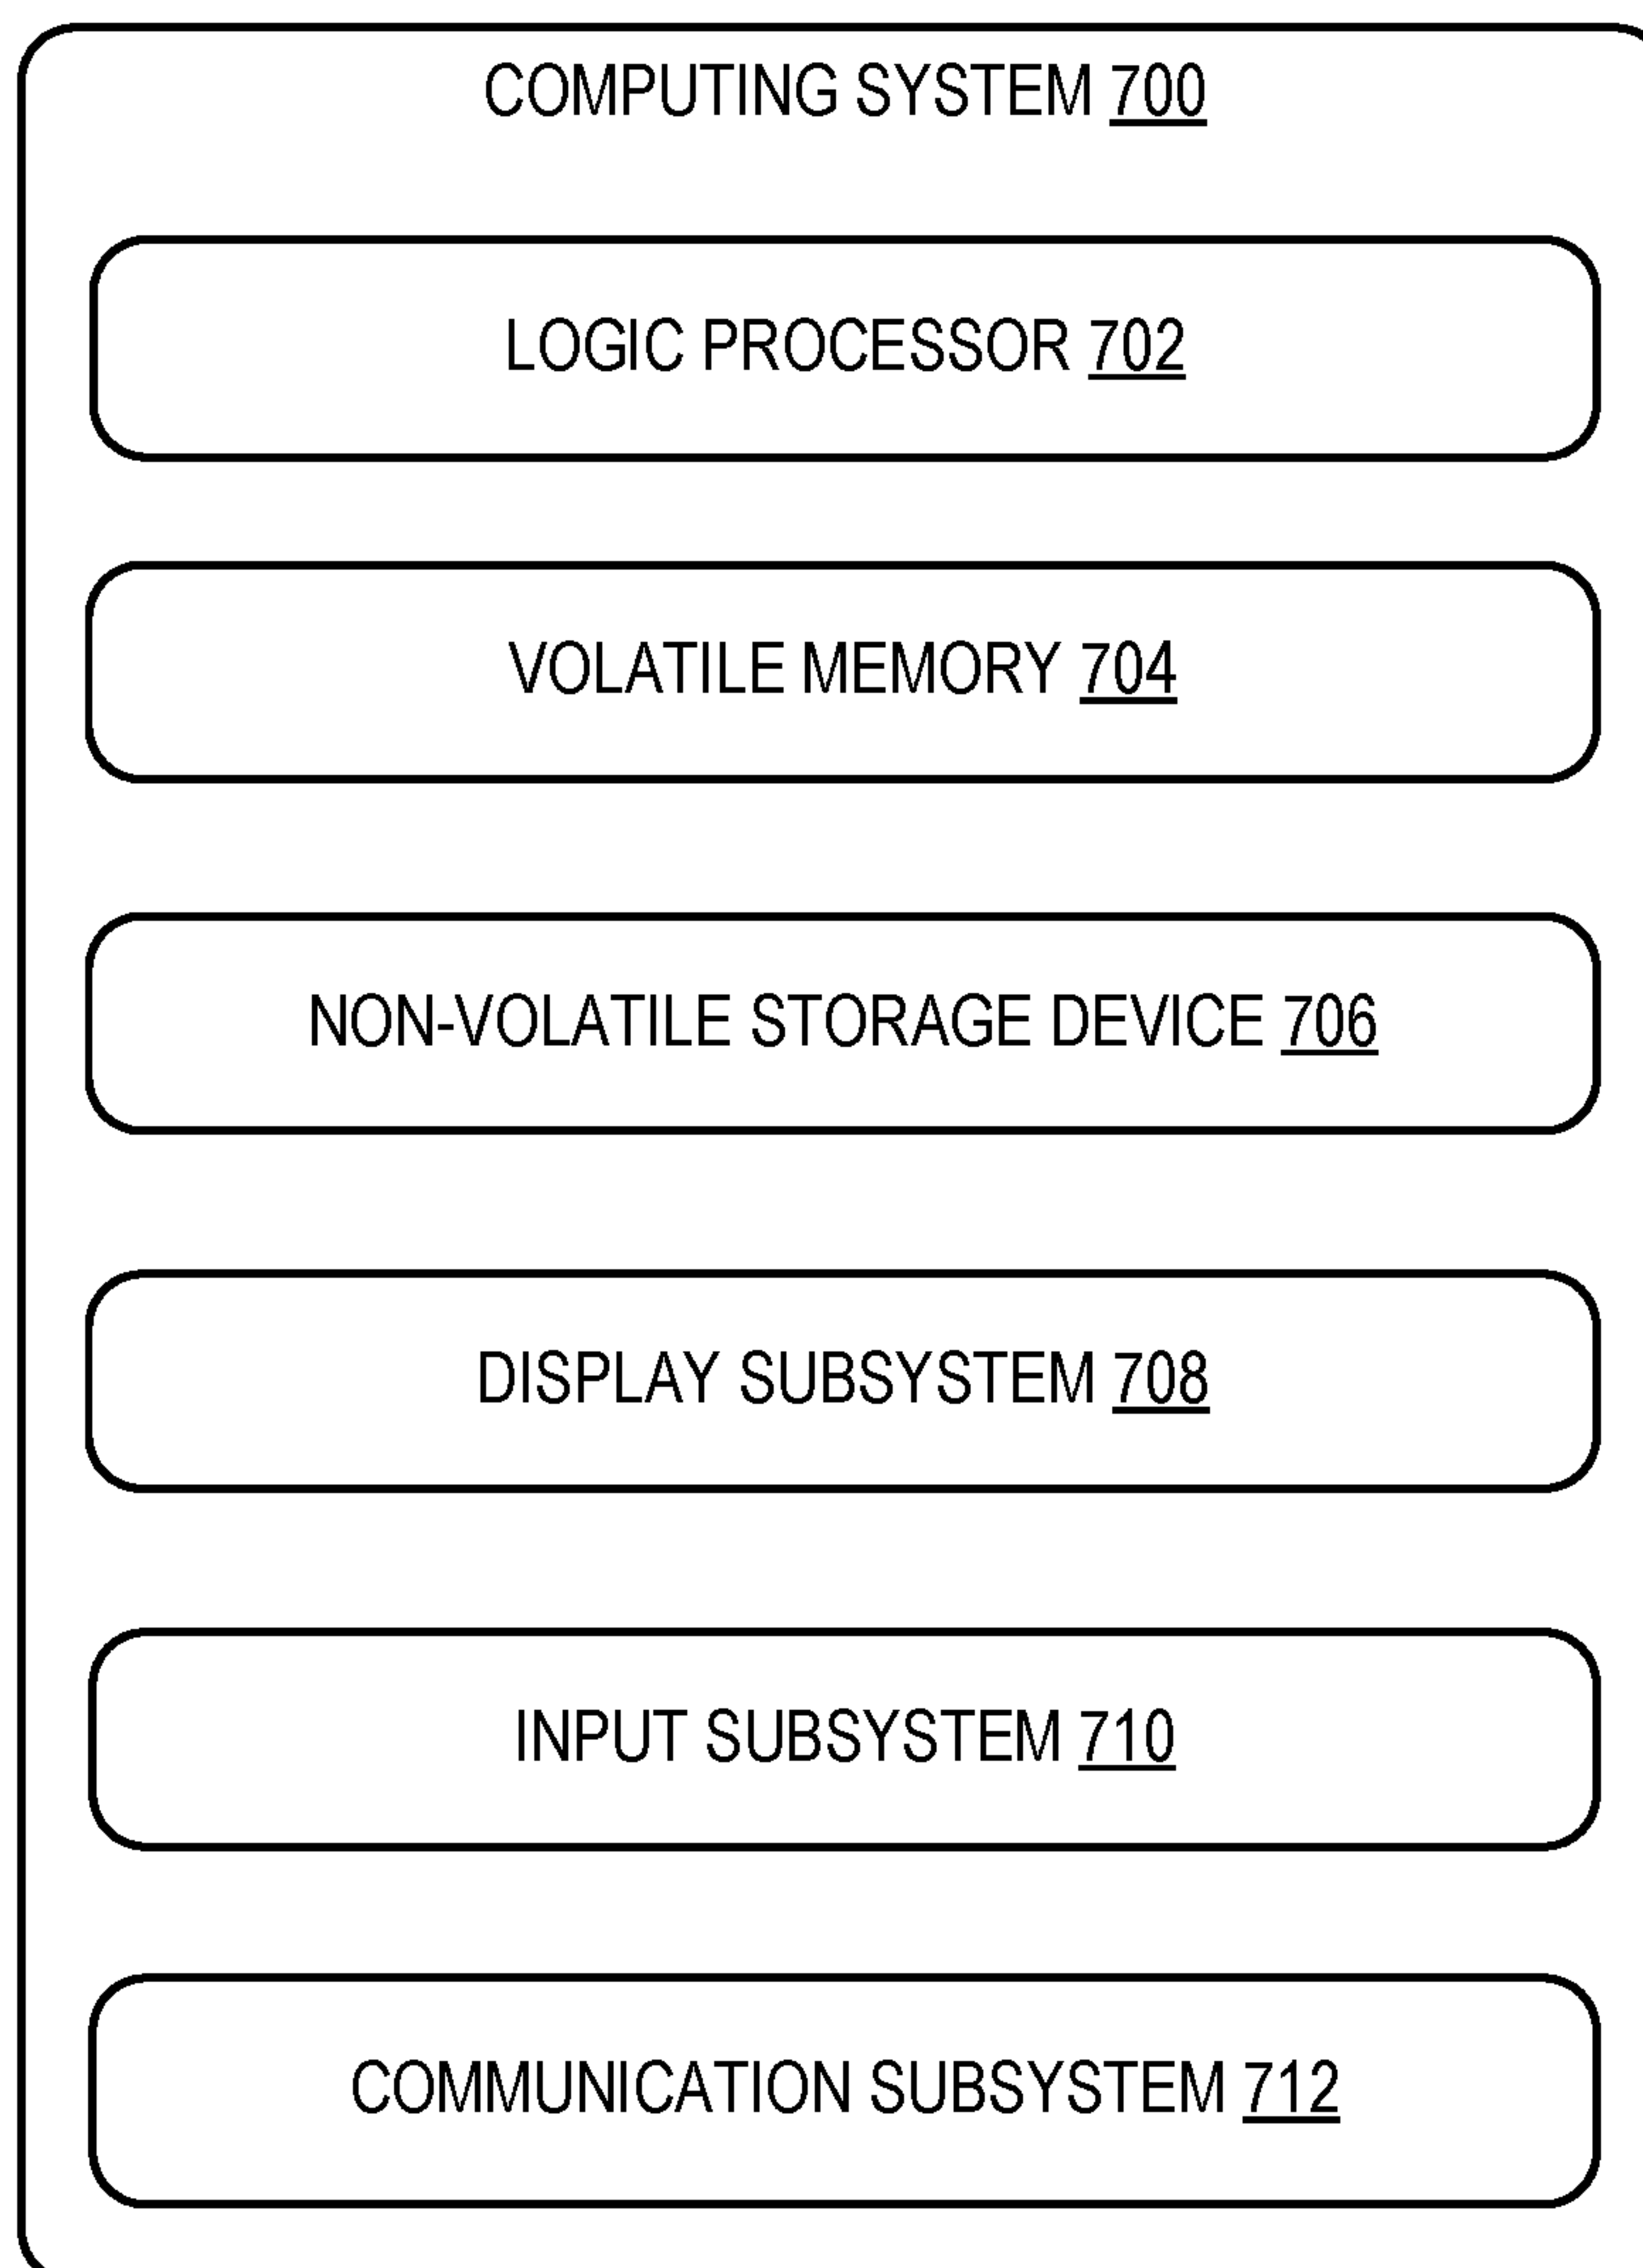 COMPUTING SYSTEM 700
LOGIC PROCESSOR 702
VOLATILE MEMORY 704
NON-VOLATILE STORAGE DEVICE 706
DISPLAY SUBSYSTEM 708
INPUT SUBSYSTEM 710
COMMUNICATION SUBSYSTEM 712